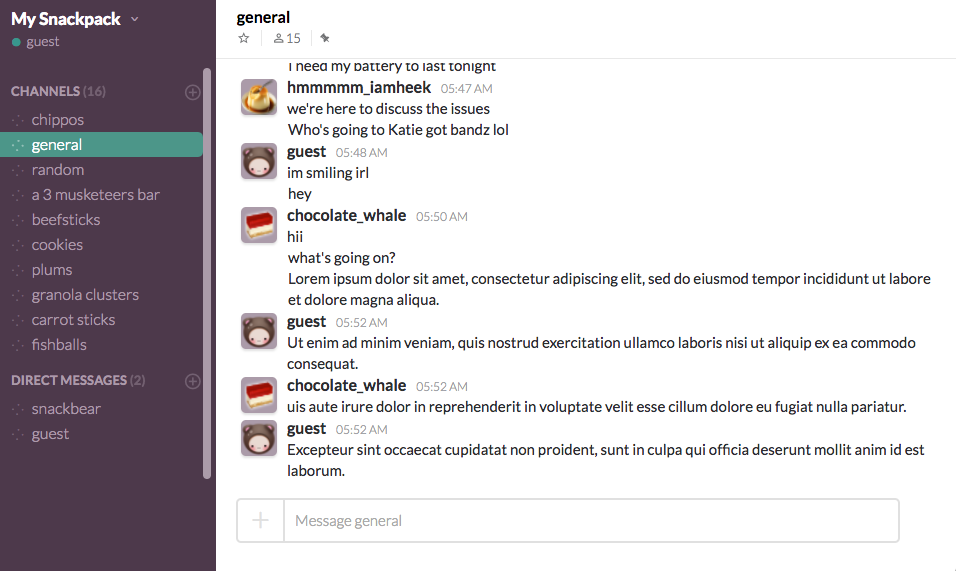 My Snackpack
guest
CHANNELS (16)
chippos
general
random
a 3 musketeers bar
beefsticks
cookies
plums
granola clusters
carrot sticks
fishballs
DIRECT MESSAGES (2)
snackbear
guest
general
15
I need my battery to last tonight
hmmmmm_iamheek 05:47 AM
we're here to discuss the issues
Who's going to Katie got bandz lol
guest 05:48 AM
im smiling irl
hey
chocolate_whale 05:50 AM
hii
what's going on?
Lorem ipsum dolor sit amet, consectetur adipiscing elit, sed do eiusmod tempor incididunt ut labore
et dolore magna aliqua.
guest 05:52 AM
Ut enim ad minim veniam, quis nostrud exercitation ullamco laboris nisi ut aliquip ex ea commodo
consequat.
chocolate_whale 05:52 AM
uis aute irure dolor in reprehenderit in voluptate velit esse cillum dolore eu fugiat nulla pariatur.
guest 05:52 AM
Excepteur sint occaecat cupidatat non proident, sunt in culpa qui officia deserunt mollit anim id est
laborum.
Message general